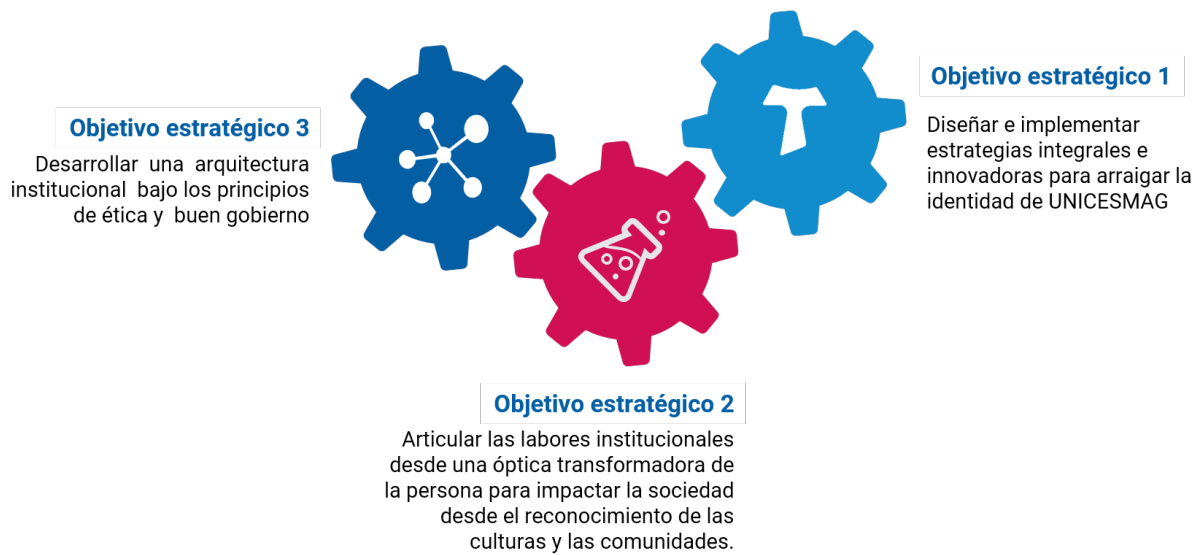 Objetivo estratégico 1
Diseñar e implementar
estrategias integrales e
innovadoras para arraigar la
identidad de UNICESMAG
Objetivo estratégico 3
Desarrollar una arquitectura
institucional bajo los principios
de ética y buen gobierno
Objetivo estratégico 2
Articular las labores institucionales
desde una óptica transformadora de
la persona para impactar la sociedad
desde el reconocimiento de las
culturas y las comunidades.